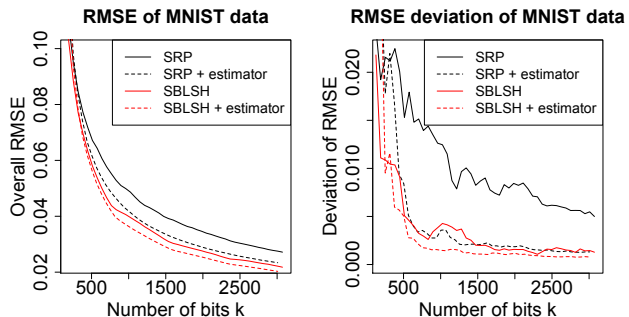 RMSE of MNIST data
Overall RMSE
0.10
0.08
0.06
0.04
0.02
SRP
SRP + estimator
SBLSH
SBLSH + estimator
500
1500
2500
Number of bits k
RMSE deviation of MNIST data
Deviation of RMSE
0.020
0.010
0.000
SRP
SRP + estimator
SBLSH
SBLSH + estimator
500
1500
2500
Number of bits k